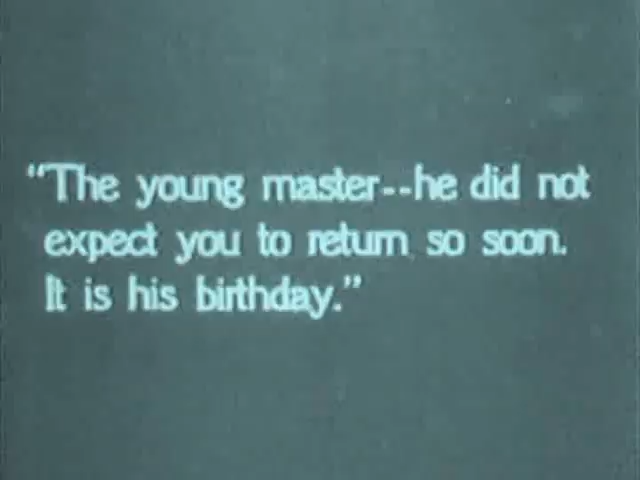 “The young master--he did not
expect you to return so soon.
It is his birthday.”